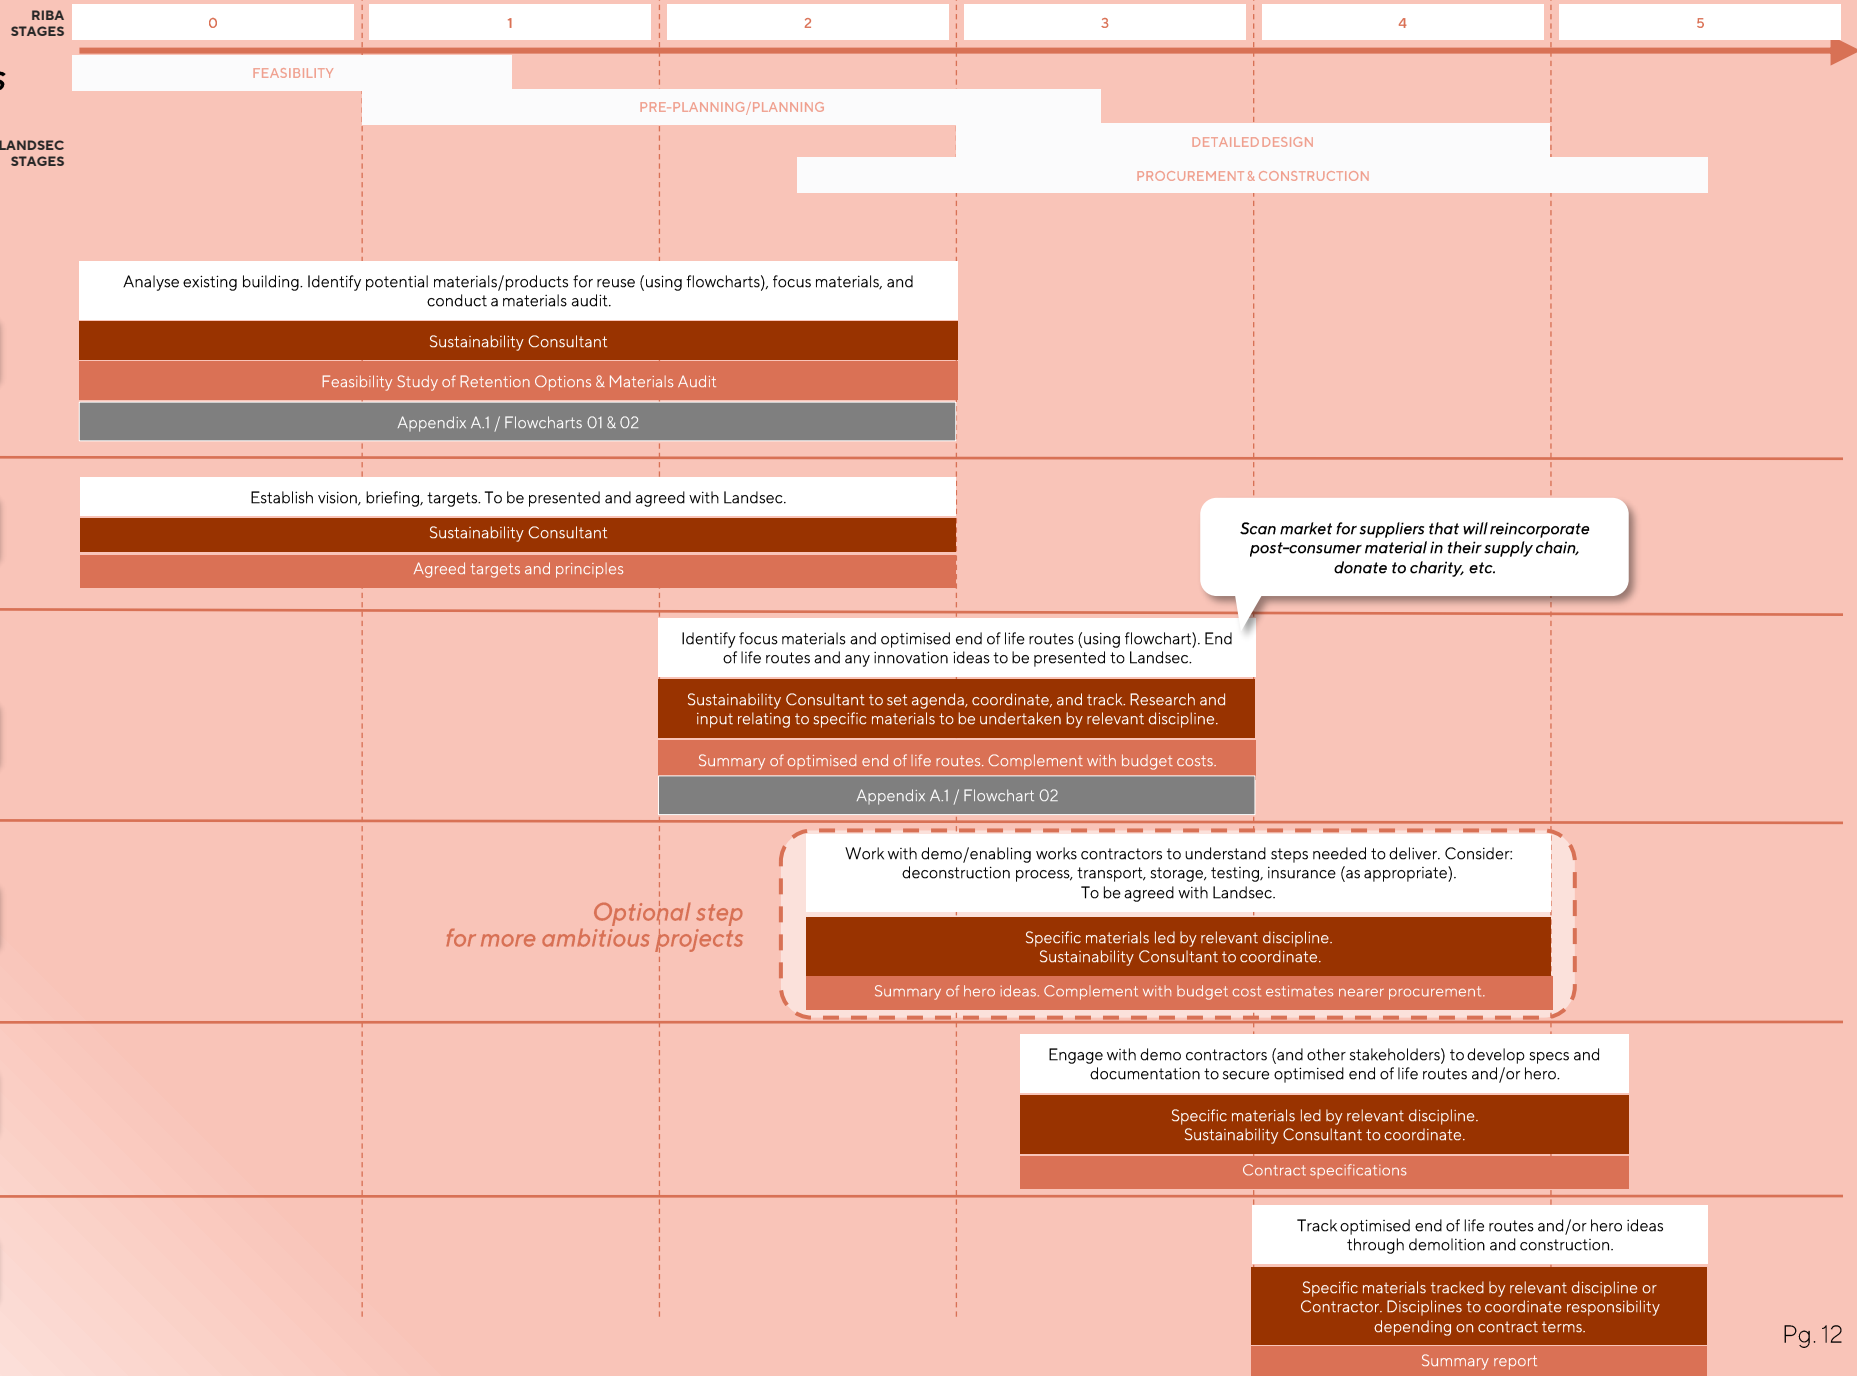 RIBA
STAGES
0
1
2
3
4
5
S
FEASIBILITY
PRE-PLANNING/PLANNING
LANDSEC
STAGES
DETAILED DESIGN
PROCUREMENT & CONSTRUCTION
Analyse existing building. Identify potential materials/products for reuse (using flowcharts), focus materials, and
conduct a materials audit.
Sustainability Consultant
Feasibility Study of Retention Options & Materials Audit
Appendix A.1 / Flowcharts 01 & 02
Establish vision, briefing, targets. To be presented and agreed with Landsec.
Sustainability Consultant
Agreed targets and principles
Scan market for suppliers that will reincorporate
post-consumer material in their supply chain,
donate to charity, etc.
Identify focus materials and optimised end of life routes (using flowchart). End
of life routes and any innovation ideas to be presented to Landsec.
Sustainability Consultant to set agenda, coordinate, and track. Research and
input relating to specific materials to be undertaken by relevant discipline.
Summary of optimised end of life routes. Complement with budget costs.
Appendix A.1 / Flowchart 02
Optional step
for more ambitious projects
Work with demo/enabling works contractors to understand steps needed to deliver. Consider:
deconstruction process, transport, storage, testing, insurance (as appropriate).
To be agreed with Landsec.
Specific materials led by relevant discipline.
Sustainability Consultant to coordinate.
Summary of hero ideas. Complement with budget cost estimates nearer procurement.
Engage with demo contractors (and other stakeholders) to develop specs and
documentation to secure optimised end of life routes and/or hero.
Specific materials led by relevant discipline.
Sustainability Consultant to coordinate.
Contract specifications
Track optimised end of life routes and/or hero ideas
through demolition and construction.
Specific materials tracked by relevant discipline or
Contractor. Disciplines to coordinate responsibility
depending on contract terms.
Summary report
Pg. 12